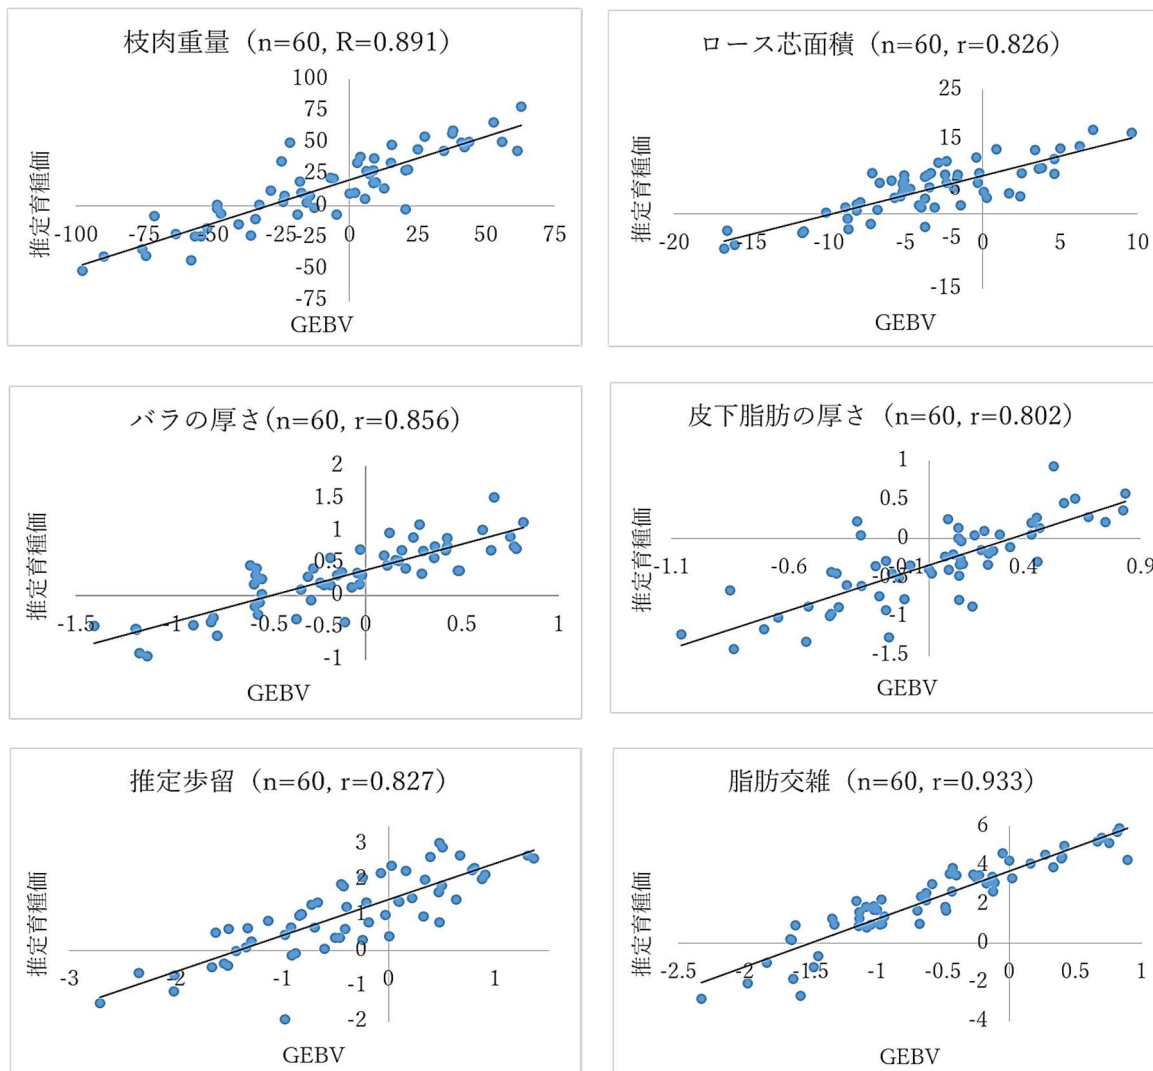 枝肉重量（n=60, R=0.891）
推定育種価
100
75
50
25
0
-25
-50
-75
-100 -75 -50 -25 0 25 50 75
GEBV
ロース芯面積（n=60, r=0.826）
推定育種価
25
15
5
-5
-15
-20 -15 -10 -5 0 5 10
GEBV
バラの厚さ(n=60, r=0.856)
推定育種価
2
1.5
1
0.5
0
-0.5
-1
-1.5 -1 -0.5 0 0.5 1
GEBV
皮下脂肪の厚さ（n=60, r=0.802）
推定育種価
1
0.5
0
-0.5
-1
-1.5
-1.1 -0.6 -0.1 0.4 0.9
GEBV
推定歩留（n=60, r=0.827）
推定育種価
3
2
1
0
-1
-2
-3 -2 -1 0 1
GEBV
脂肪交雑（n=60, r=0.933）
推定育種価
6
4
2
0
-2
-4
-2.5 -2 -1.5 -1 -0.5 0 0.5 1
GEBV